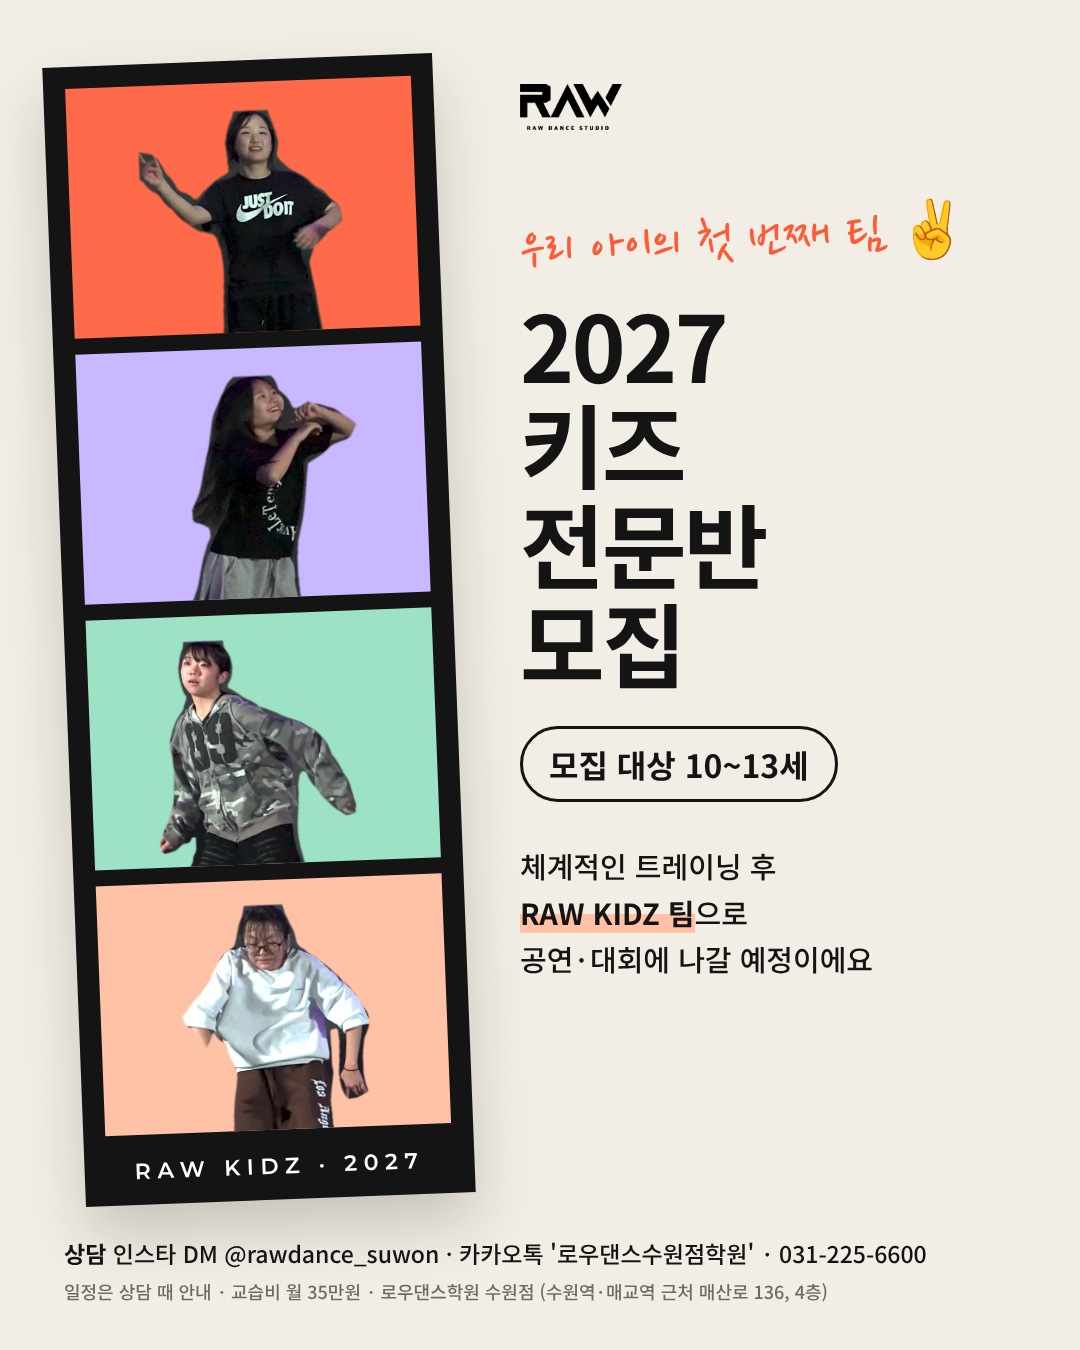 RAW
RAW DANCE STUDIO
우리 아이의 첫 번째 팀 ✌️
2027
키즈
전문반
모집
모집 대상 10~13세
체계적인 트레이닝 후
RAW KIDZ 팀으로
공연·대회에 나갈 예정이에요
JUST
DO IT
RAW KIDZ · 2027
상담 인스타 DM @rawdance_suwon · 카카오톡 '로우댄스수원점학원' · 031-225-6600
일정은 상담 때 안내 · 교습비 월 35만원 · 로우댄스학원 수원점 (수원역·매교역 근처 매산로 136, 4층)